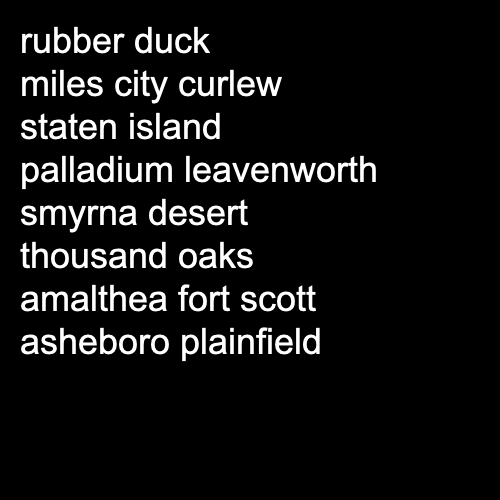 rubber duck
miles city curlew
staten island
palladium leavenworth
smyrna desert
thousand oaks
amalthea fort scott
asheboro plainfield